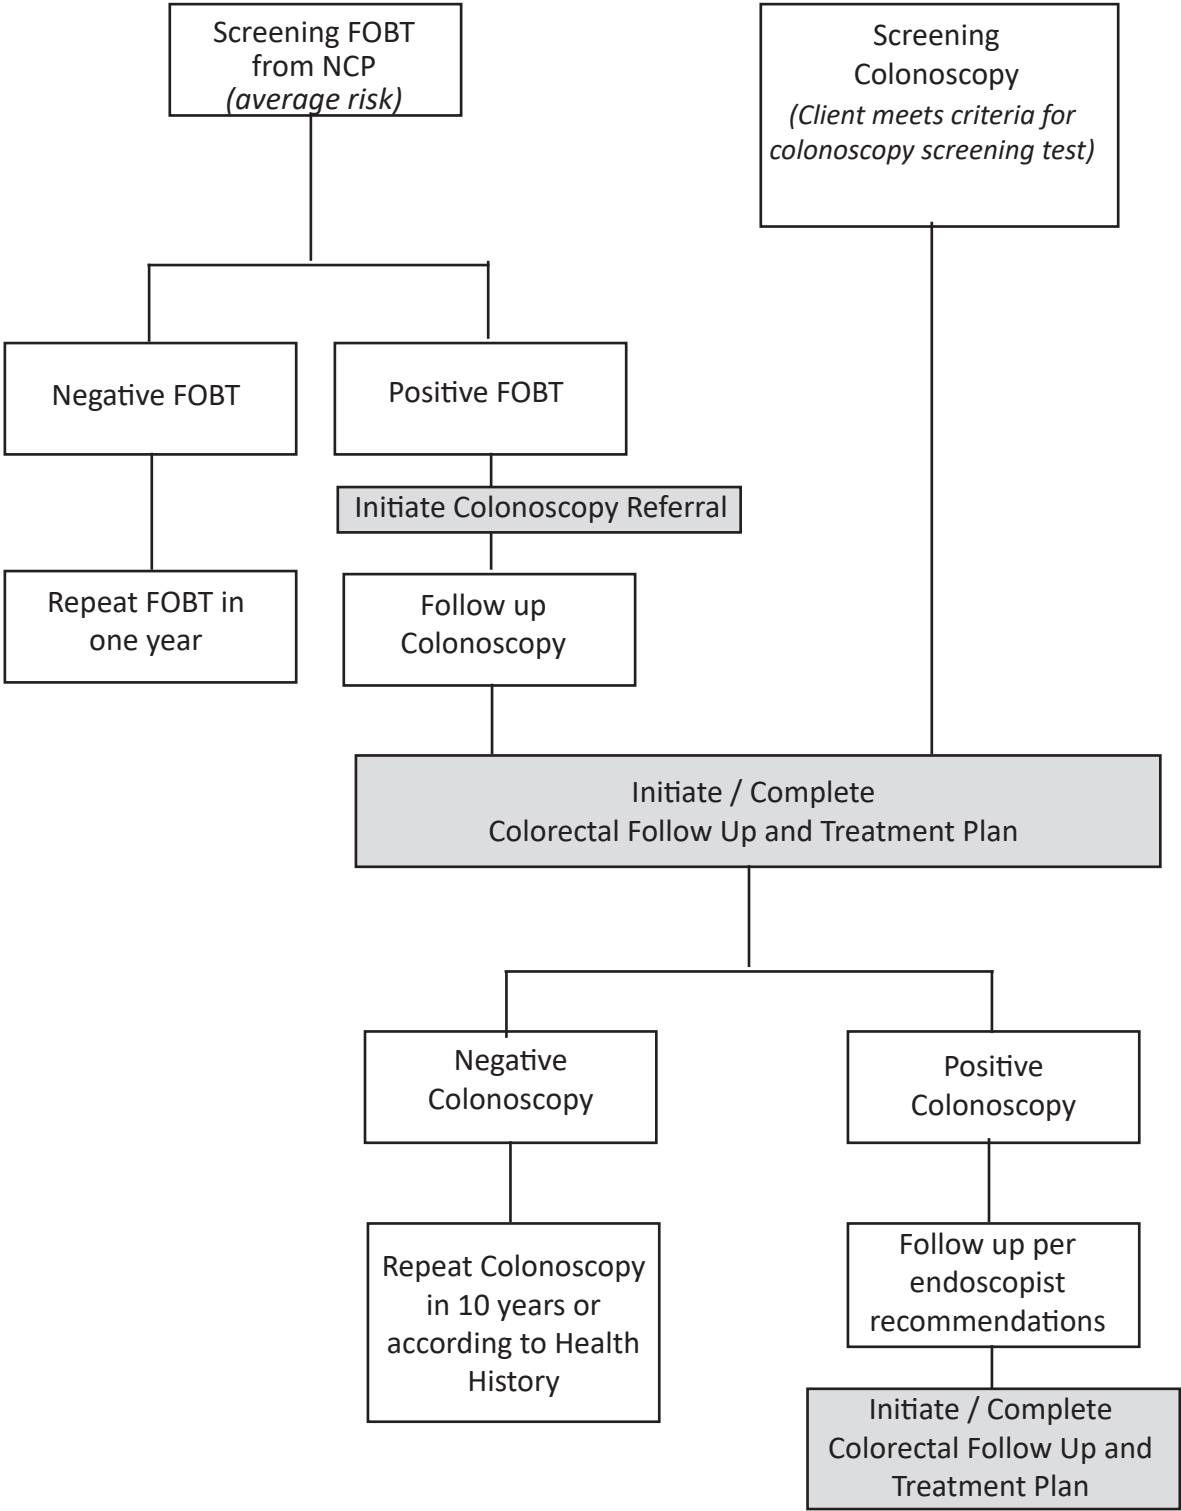 Screening FOBT
from NCP
(average risk)
Screening
Colonoscopy
(Client meets criteria for
colonoscopy screening test)
Negative FOBT
Positive FOBT
Initiate Colonoscopy Referral
Repeat FOBT in
one year
Follow up
Colonoscopy
Initiate / Complete
Colorectal Follow Up and Treatment Plan
Negative
Colonoscopy
Positive
Colonoscopy
Repeat Colonoscopy
in 10 years or
according to Health
History
Follow up per
endoscopist
recommendations
Initiate / Complete
Colorectal Follow Up and
Treatment Plan